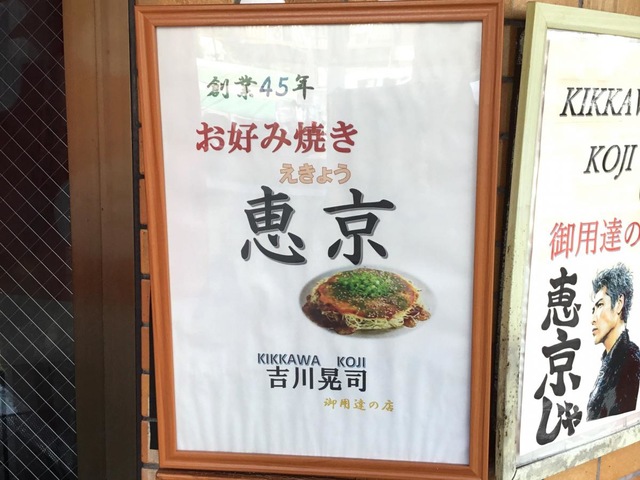 創業45年
お好み焼き
えきょう
恵京
KIKKAWA KOJI
吉川晃司
御用達の店
KIKKA
KOJI
御用達の
恵京じゃ